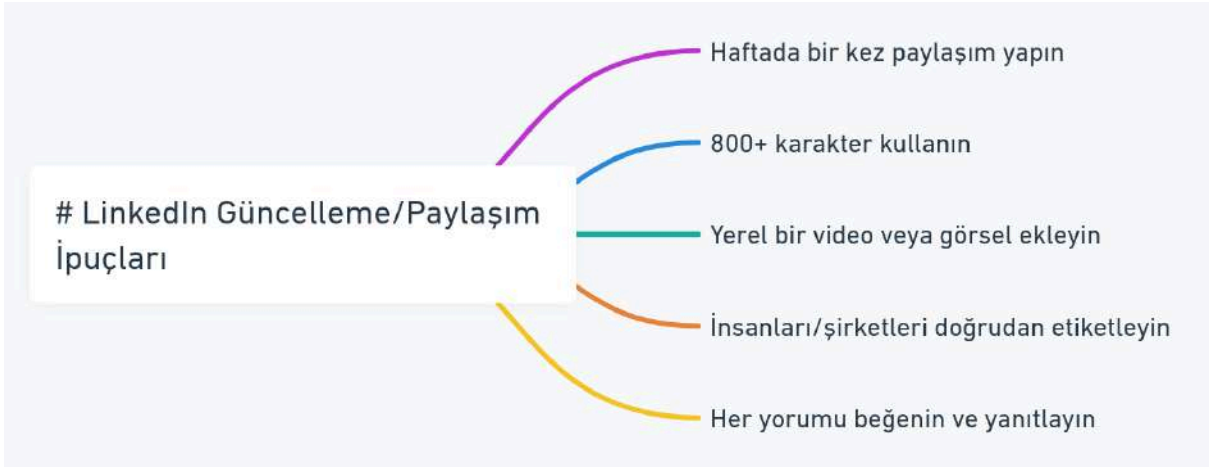 # LinkedIn Güncelleme/Paylaşım
İpuçları
Haftada bir kez paylaşım yapın
800+ karakter kullanın
Yerel bir video veya görsel ekleyin
İnsanları/şirketleri doğrudan etiketleyin
Her yorumu beğenin ve yanıtlayın